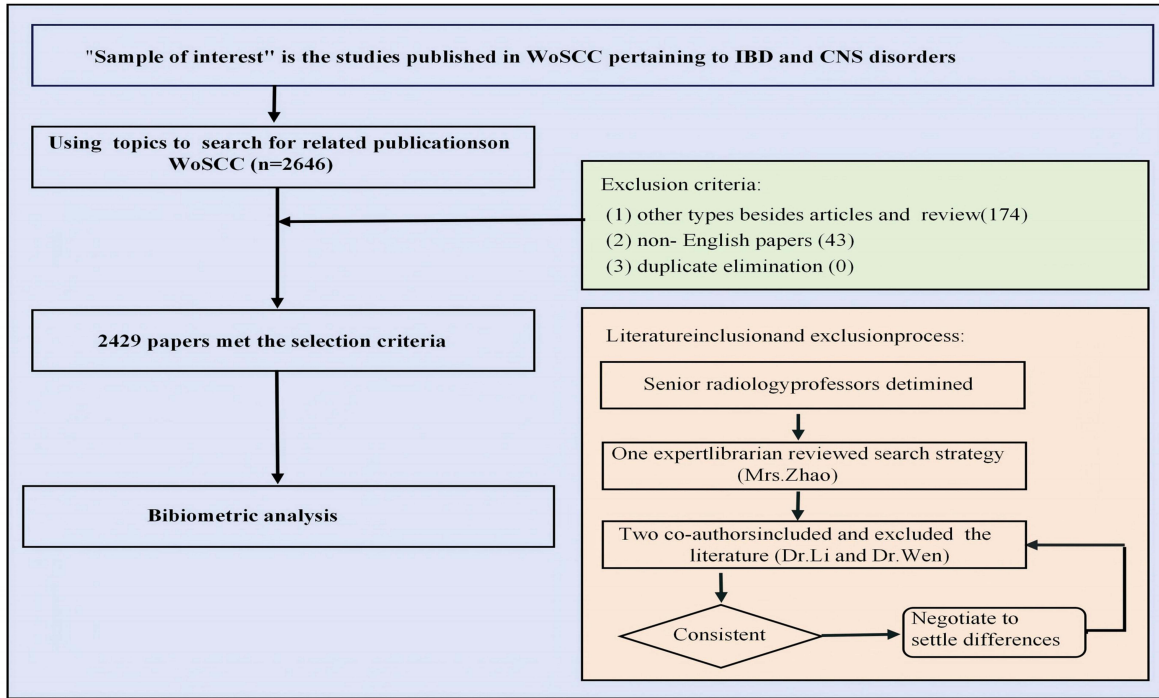 "Sample of interest" is the studies published in WoSCC pertaining to IBD and CNS disorders
Using topics to search for related publicationson
WoSCC (n=2646)
Exclusion criteria:
(1) other types besides articles and review(174)
(2) non- English papers (43)
(3) duplicate elimination (0)
2429 papers met the selection criteria
Bibiometric analysis
Literatureinclusionand exclusionprocess:
Senior radiologyprofessors detimined
One expertlibrarian reviewed search strategy
(Mrs.Zhao)
Two co-authorsincluded and excluded the
literature (Dr.Li and Dr.Wen)
Consistent
Negotiate to
settle differences